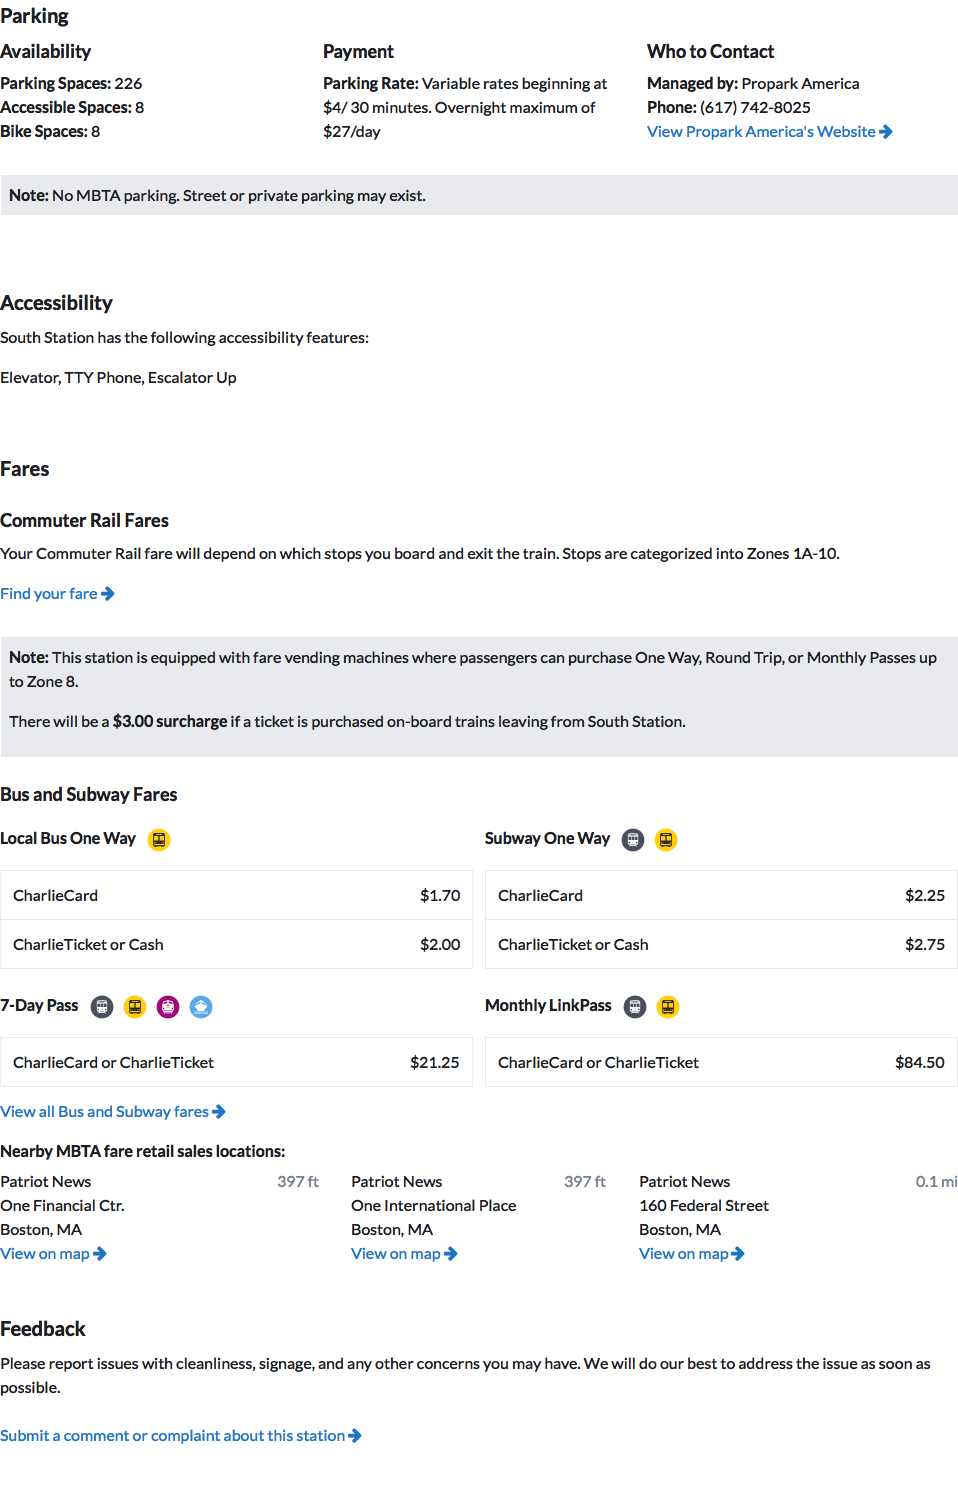 Parking
Availability
Parking Spaces: 226
Accessible Spaces: 8
Bike Spaces: 8
Payment
Parking Rate: Variable rates beginning at
$4/ 30 minutes. Overnight maximum of
$27/day
Who to Contact
Managed by: Propark America
Phone: (617) 742-8025
View Propark America's Website
Note: No MBTA parking. Street or private parking may exist.
Accessibility
South Station has the following accessibility features:
Elevator, TTY Phone, Escalator Up
Fares
Commuter Rail Fares
Your Commuter Rail fare will depend on which stops you board and exit the train. Stops are categorized into Zones 1A-10.
Find your fare
Note: This station is equipped with fare vending machines where passengers can purchase One Way, Round Trip, or Monthly Passes up
to Zone 8.
There will be a $3.00 surcharge if a ticket is purchased on-board trains leaving from South Station.
Bus and Subway Fares
Local Bus One Way
CharlieCard $1.70
CharlieTicket or Cash $2.00
Subway One Way
CharlieCard $2.25
CharlieTicket or Cash $2.75
7-Day Pass
CharlieCard or CharlieTicket $21.25
Monthly LinkPass
CharlieCard or CharlieTicket $84.50
View all Bus and Subway fares
Nearby MBTA fare retail sales locations:
Patriot News 397 ft
One Financial Ctr.
Boston, MA
View on map
Patriot News 397 ft
One International Place
Boston, MA
View on map
Patriot News 0.1 mi
160 Federal Street
Boston, MA
View on map
Feedback
Please report issues with cleanliness, signage, and any other concerns you may have. We will do our best to address the issue as soon as
possible.
Submit a comment or complaint about this station